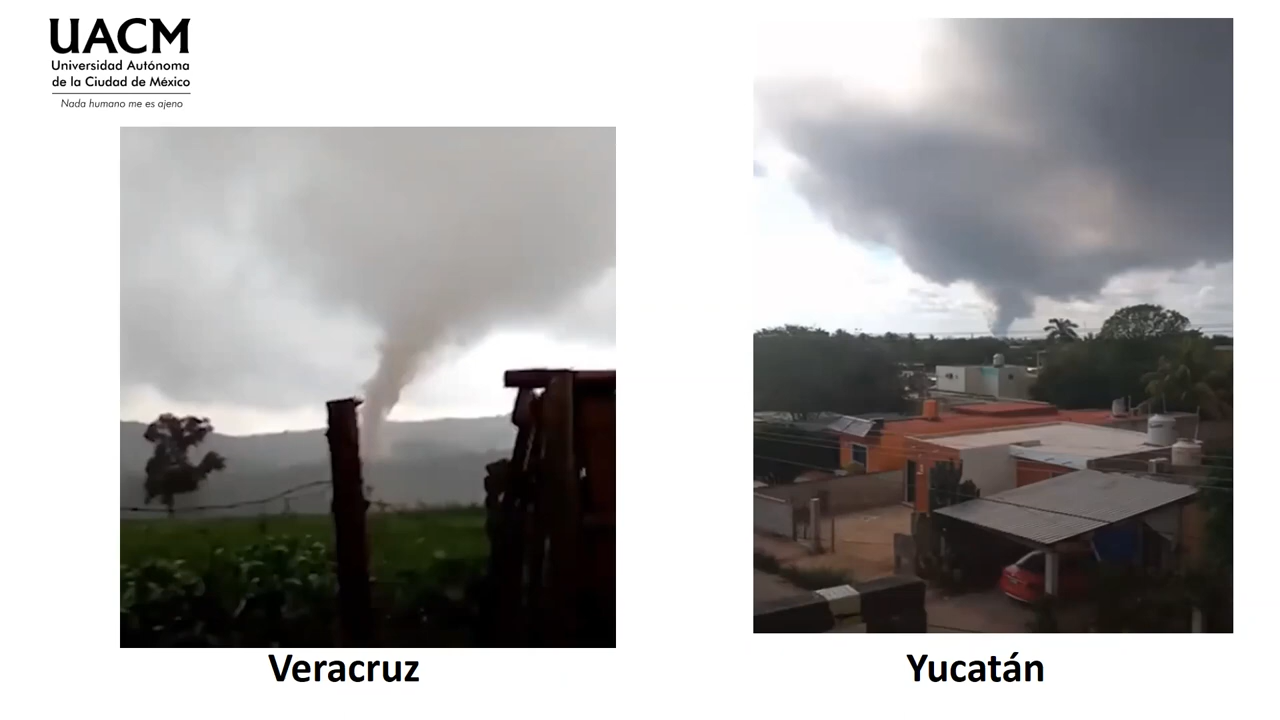 UACM
Universidad Autónoma
de la Ciudad de México
Nada humano me es ajeno
Veracruz
Yucatán